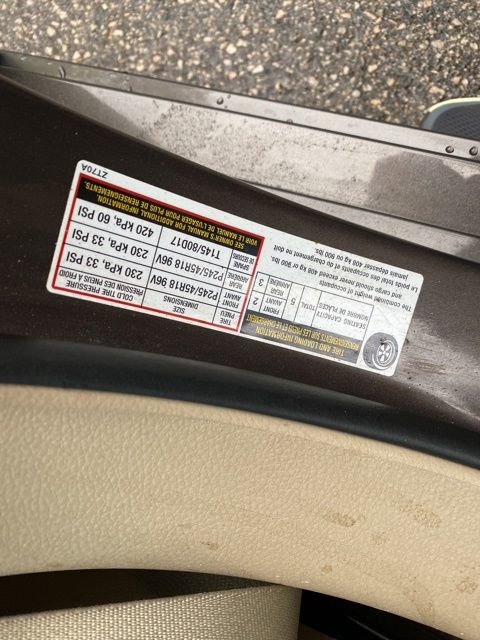 TIRE AND LOADING INFORMATION
RENSEIGNEMENTS SUR LES PNEUS ET LE CHARGEMENT
SEATING CAPACITY
NOMBRE DE PLACES
TOTAL 5
FRONT
AVANT 2
REAR
ARRIÈRE 3
The combined weight of occupants
and cargo should never exceed 408 kg or 900 lbs.
Le poids total des occupants et du chargement ne doit
jamais dépasser 408 kg ou 900 lbs.
TIRE
PNEU
SIZE
DIMENSIONS
COLD TIRE PRESSURE
PRESSION DES PNEUS À FROID
FRONT
AVANT
P245/45R18 96V
230 kPa, 33 PSI
REAR
ARRIÈRE
P245/45R18 96V
230 kPa, 33 PSI
SPARE
DE SECOURS
T145/80D17
420 kPa, 60 PSI
SEE OWNER'S MANUAL FOR ADDITIONAL INFORMATION.
VOIR LE MANUEL DE L'USAGER POUR PLUS DE RENSEIGNEMENTS.
ZT70A